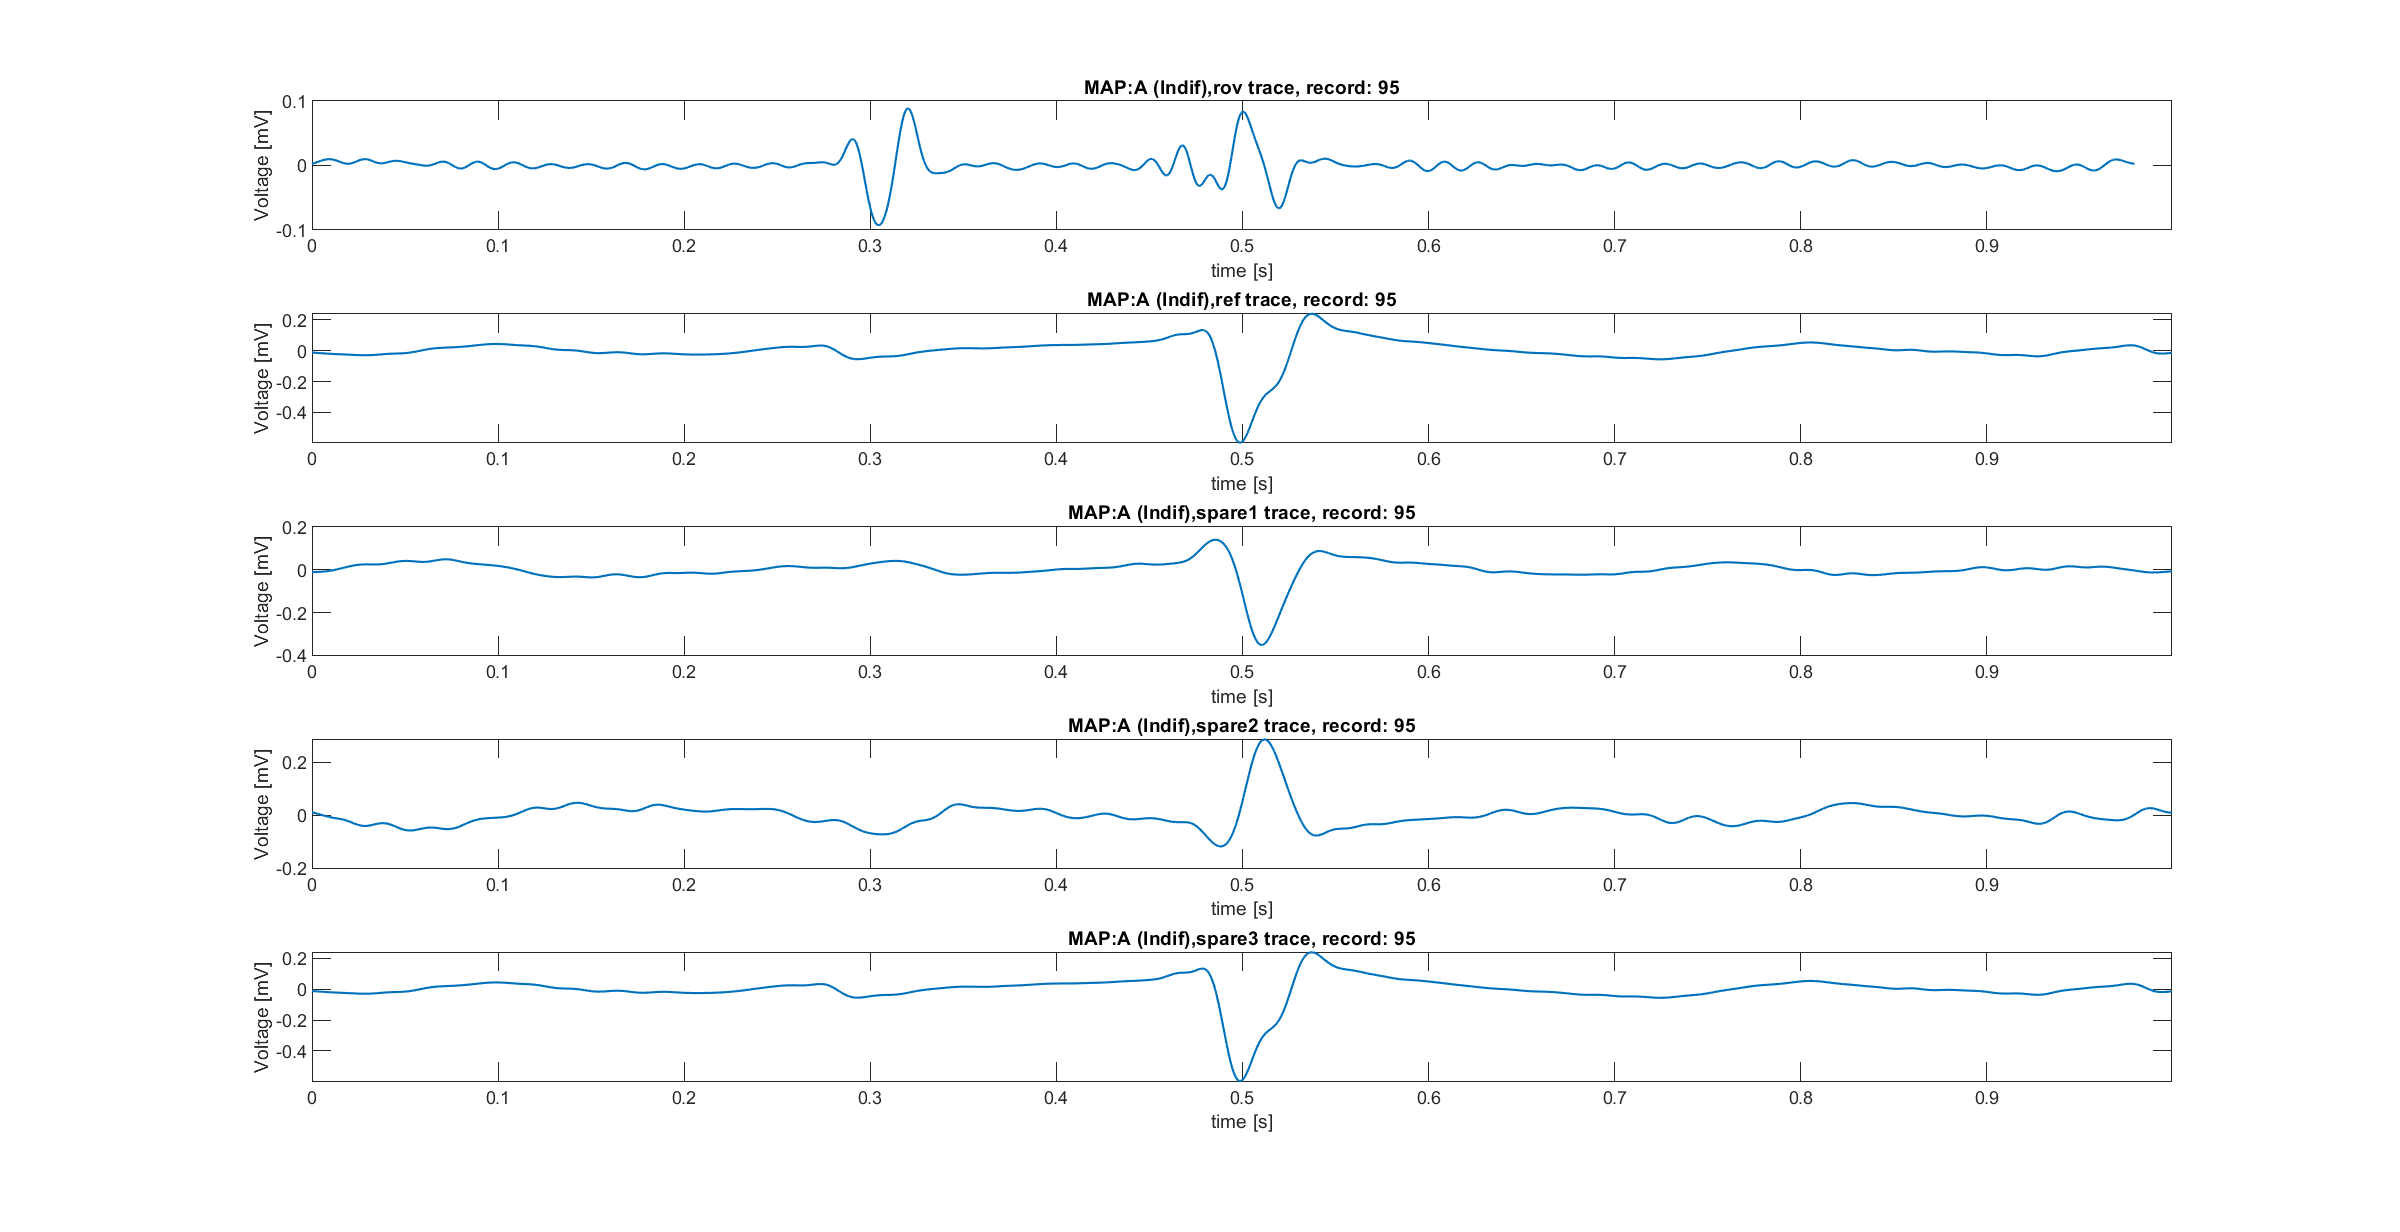 MAP:A (Indif),rov trace, record: 95
Voltage [mV]
0.1
0
-0.1
0 0.1 0.2 0.3 0.4 0.5 0.6 0.7 0.8 0.9
time [s]
MAP:A (Indif),ref trace, record: 95
Voltage [mV]
0.2
0
-0.2
-0.4
0 0.1 0.2 0.3 0.4 0.5 0.6 0.7 0.8 0.9
time [s]
MAP:A (Indif),spare1 trace, record: 95
Voltage [mV]
0.2
0
-0.2
-0.4
0 0.1 0.2 0.3 0.4 0.5 0.6 0.7 0.8 0.9
time [s]
MAP:A (Indif),spare2 trace, record: 95
Voltage [mV]
0.2
0
-0.2
0 0.1 0.2 0.3 0.4 0.5 0.6 0.7 0.8 0.9
time [s]
MAP:A (Indif),spare3 trace, record: 95
Voltage [mV]
0.2
0
-0.2
-0.4
0 0.1 0.2 0.3 0.4 0.5 0.6 0.7 0.8 0.9
time [s]